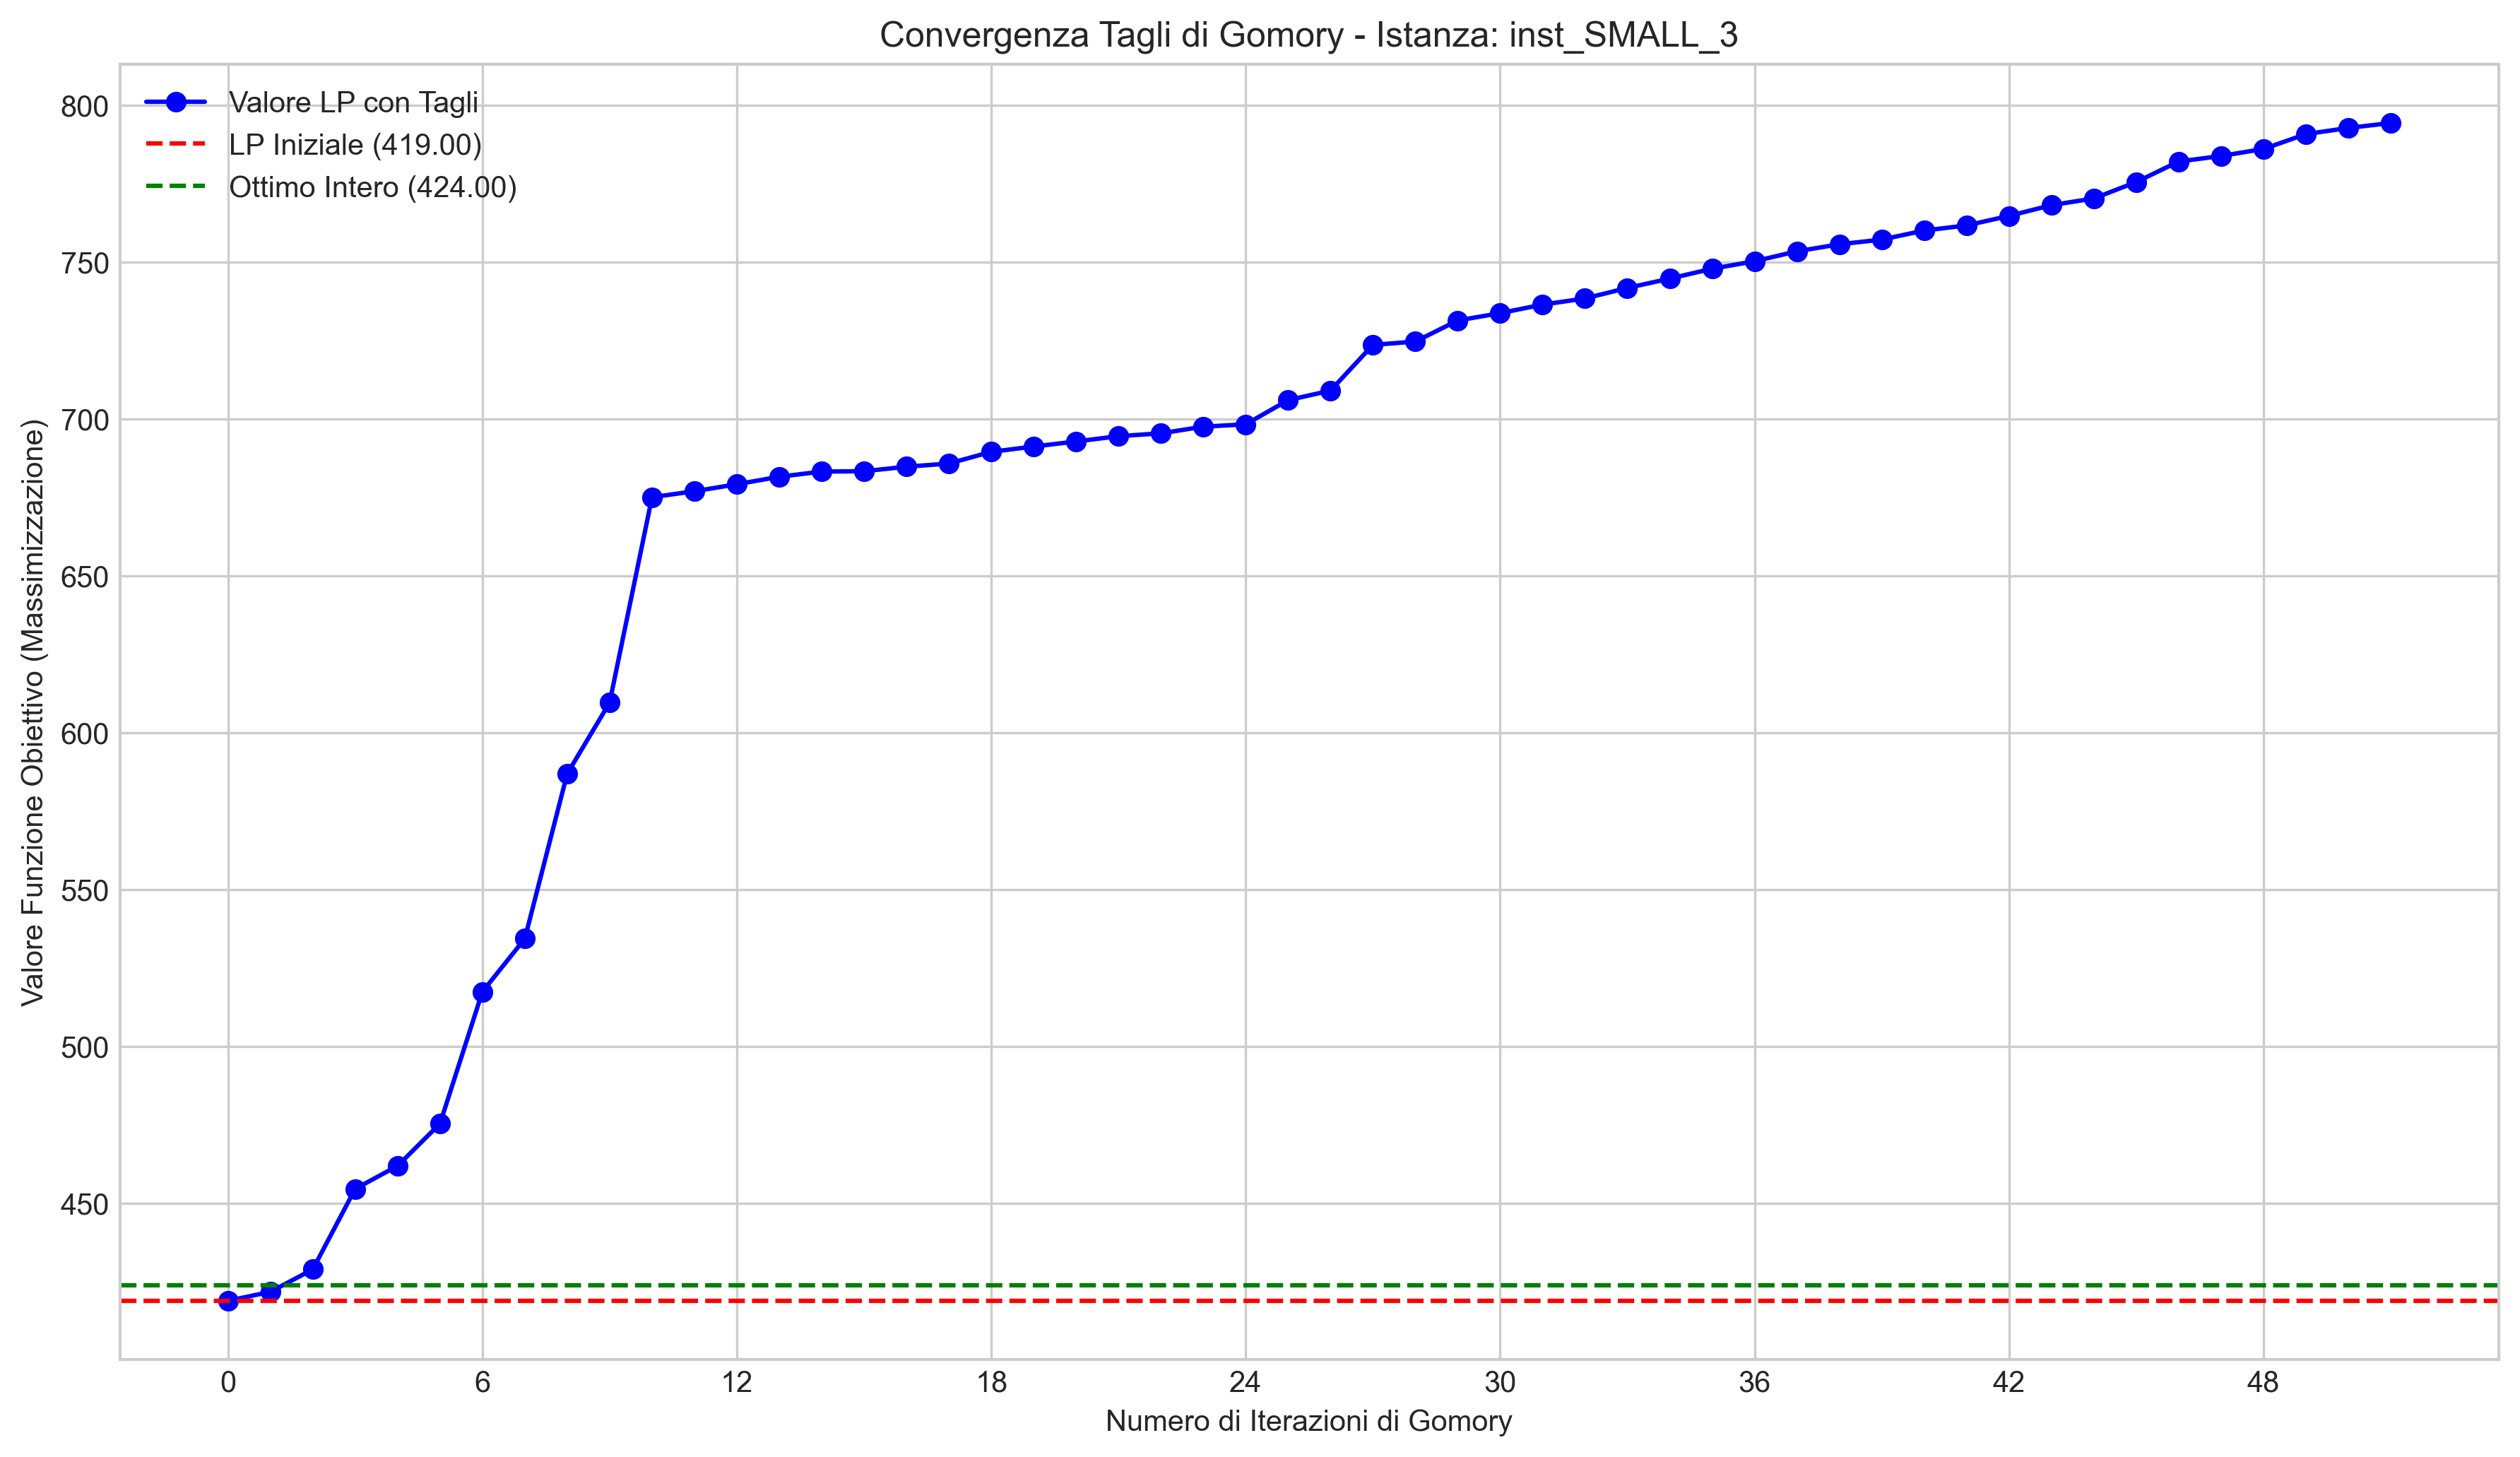 Convergenza Tagli di Gomory - Istanza: inst_SMALL_3
Valore LP con Tagli
LP Iniziale (419.00)
Ottimo Intero (424.00)
Valore Funzione Obiettivo (Massimizzazione)
800
750
700
650
600
550
500
450
0 6 12 18 24 30 36 42 48
Numero di Iterazioni di Gomory